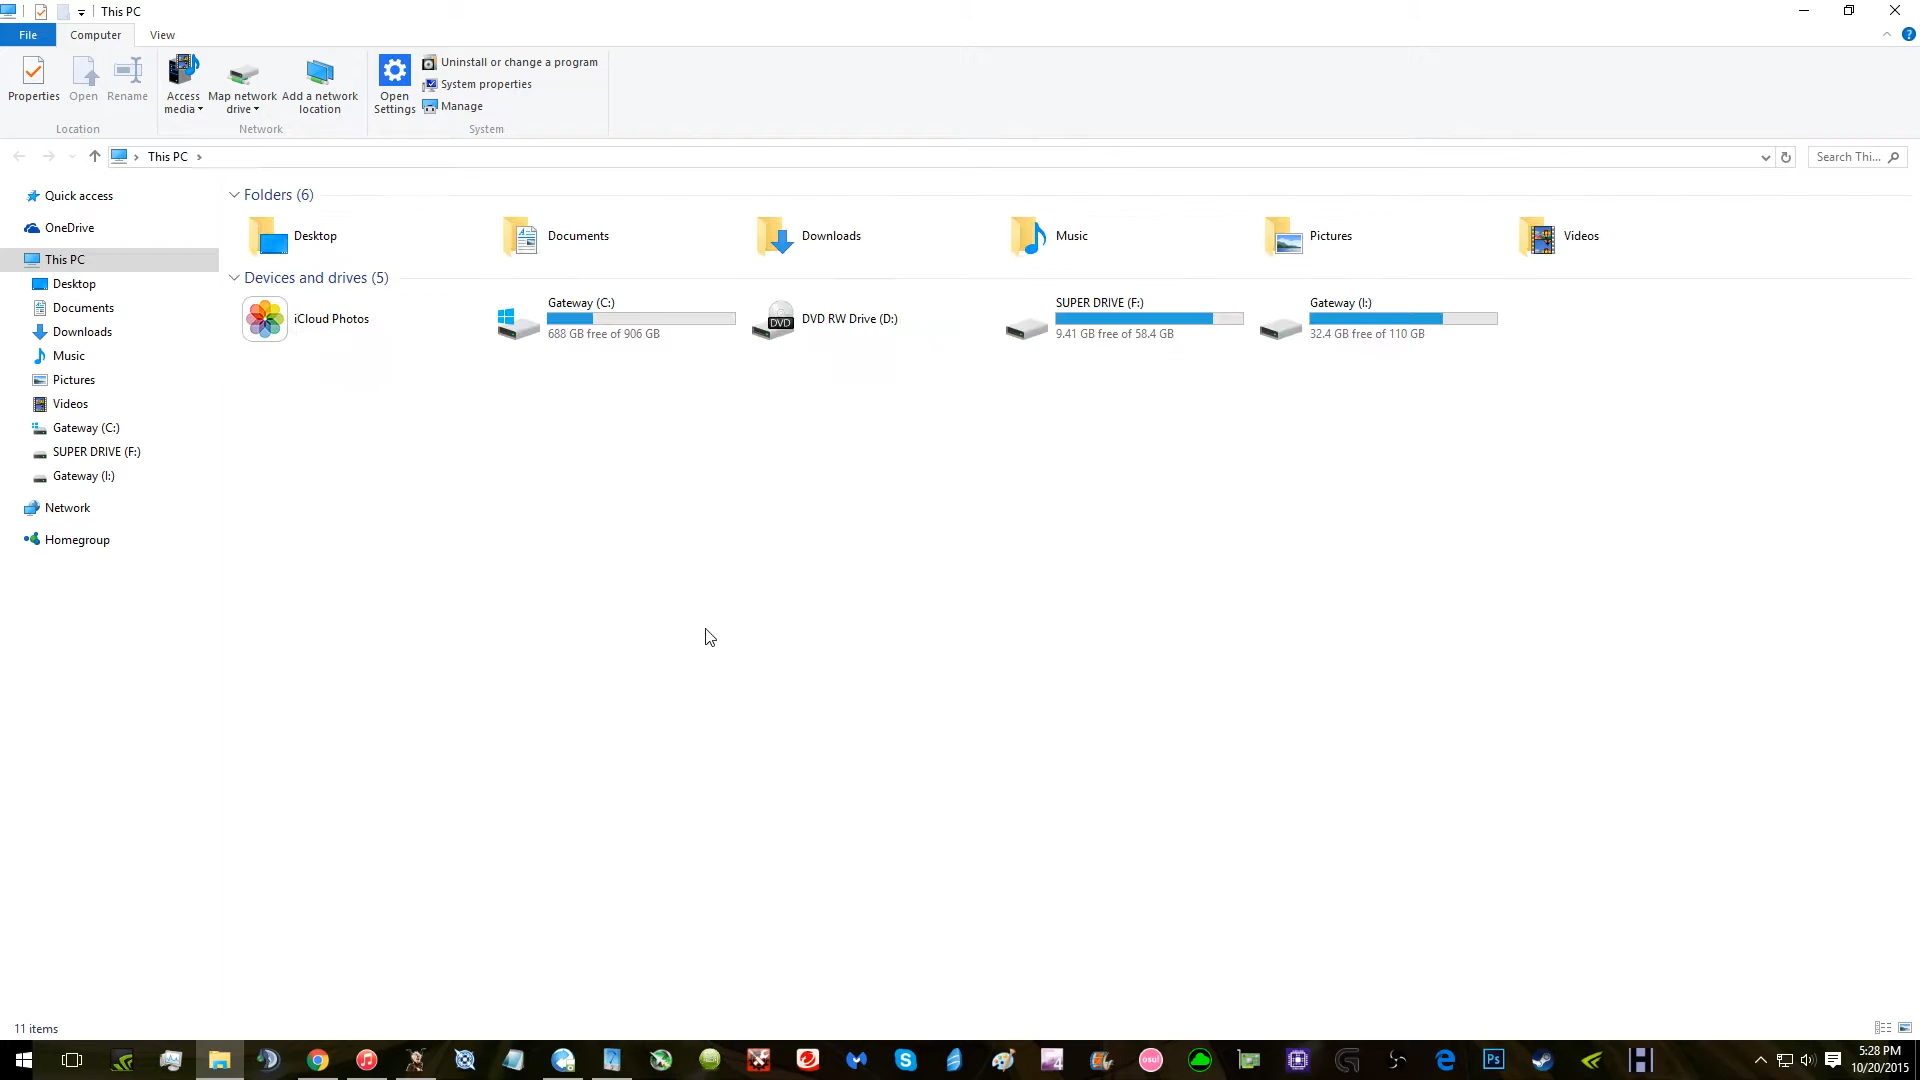 This PC
File Computer View
Properties Open Rename Access media Map network drive Add a network location Open Settings Uninstall or change a program
System properties
Manage
Location Network System
This PC Search Thi...
Quick access
OneDrive
This PC
Desktop
Documents
Downloads
Music
Pictures
Videos
Gateway (C:)
SUPER DRIVE (F:)
Gateway (I:)
Network
Homegroup
Folders (6)
Desktop Documents Downloads Music Pictures Videos
Devices and drives (5)
iCloud Photos
Gateway (C:)
688 GB free of 906 GB
DVD
DVD RW Drive (D:)
SUPER DRIVE (F:)
9.41 GB free of 58.4 GB
Gateway (I:)
32.4 GB free of 110 GB
11 items
osu!
Ps
5:28 PM
10/20/2015